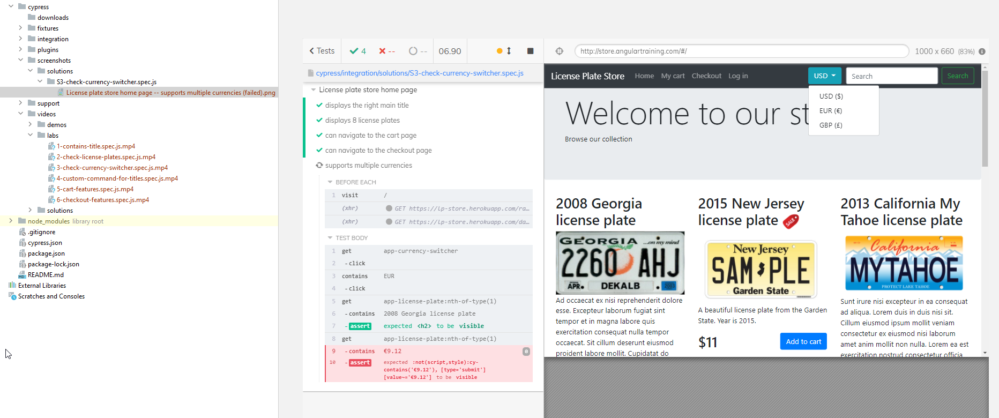 cypress
downloads
fixtures
integration
plugins
screenshots
solutions
S3-check-currency-switcher.spec.js
License plate store home page -- supports multiple currencies (failed).png
support
videos
demos
labs
1-contains-title.spec.js.mp4
2-check-license-plates.spec.js.mp4
3-check-currency-switcher.spec.js.mp4
4-custom-command-for-titles.spec.js.mp4
5-cart-features.spec.js.mp4
6-checkout-features.spec.js.mp4
solutions
node_modules library root
.gitignore
cypress.json
package.json
package-lock.json
README.md
External Libraries
Scratches and Consoles
Tests 4 -- -- 06.90
cypress/integration/solutions/S3-check-currency-switcher.spec.js
License plate store home page
displays the right main title
displays 8 license plates
can navigate to the cart page
can navigate to the checkout page
supports multiple currencies
BEFORE EACH
1 visit /
(xhr) GET https://lp-store.herokuapp.com/ra…
(xhr) GET https://lp-store.herokuapp.com/da…
TEST BODY
1 get app-currency-switcher
2 -click
3 contains EUR
4 -click
5 get app-license-plate:nth-of-type(1)
6 -contains 2008 Georgia license plate
7 -assert expected <h2> to be visible
8 get app-license-plate:nth-of-type(1)
9 -contains €9.12 0
10 -assert expected :not(script,style):cy-
contains('€9.12'), [type='submit']
[value~='€9.12'] to be visible
http://store.angulartraining.com/#/ 1000 x 660 (83%)
License Plate Store Home My cart Checkout Log in USD Search Search
USD ($)
EUR (€)
GBP (£)
Welcome to our st
Browse our collection
2008 Georgia
license plate
GEORGIA ...on my mind
2260 AHJ
APR. DEKALB 2003
Ad occaecat ex nisi reprehenderit dolore
esse. Excepteur laborum fugiat sint
tempor et in magna labore quis
exercitation consequat nulla tempor
occaecat. Sit cillum deserunt eiusmod
proident labore mollit. Cupidatat do
2015 New Jersey
license plate SALE
New Jersey
SAM PLE
Garden State
A beautiful license plate from the Garden
State. Year is 2015.
$11 Add to cart
2013 California My
Tahoe license plate
California
MYTAHOE
PROTECT LAKE TAHOE
Sunt irure nisi excepteur in ea consequat
ad aliqua. Lorem duis in duis nisi sit.
Cillum eiusmod ipsum mollit veniam
consectetur ex eiusmod nisi laborum
amet anim mollit non nulla. Lorem ea est
exercitation nostrud consectetur officia